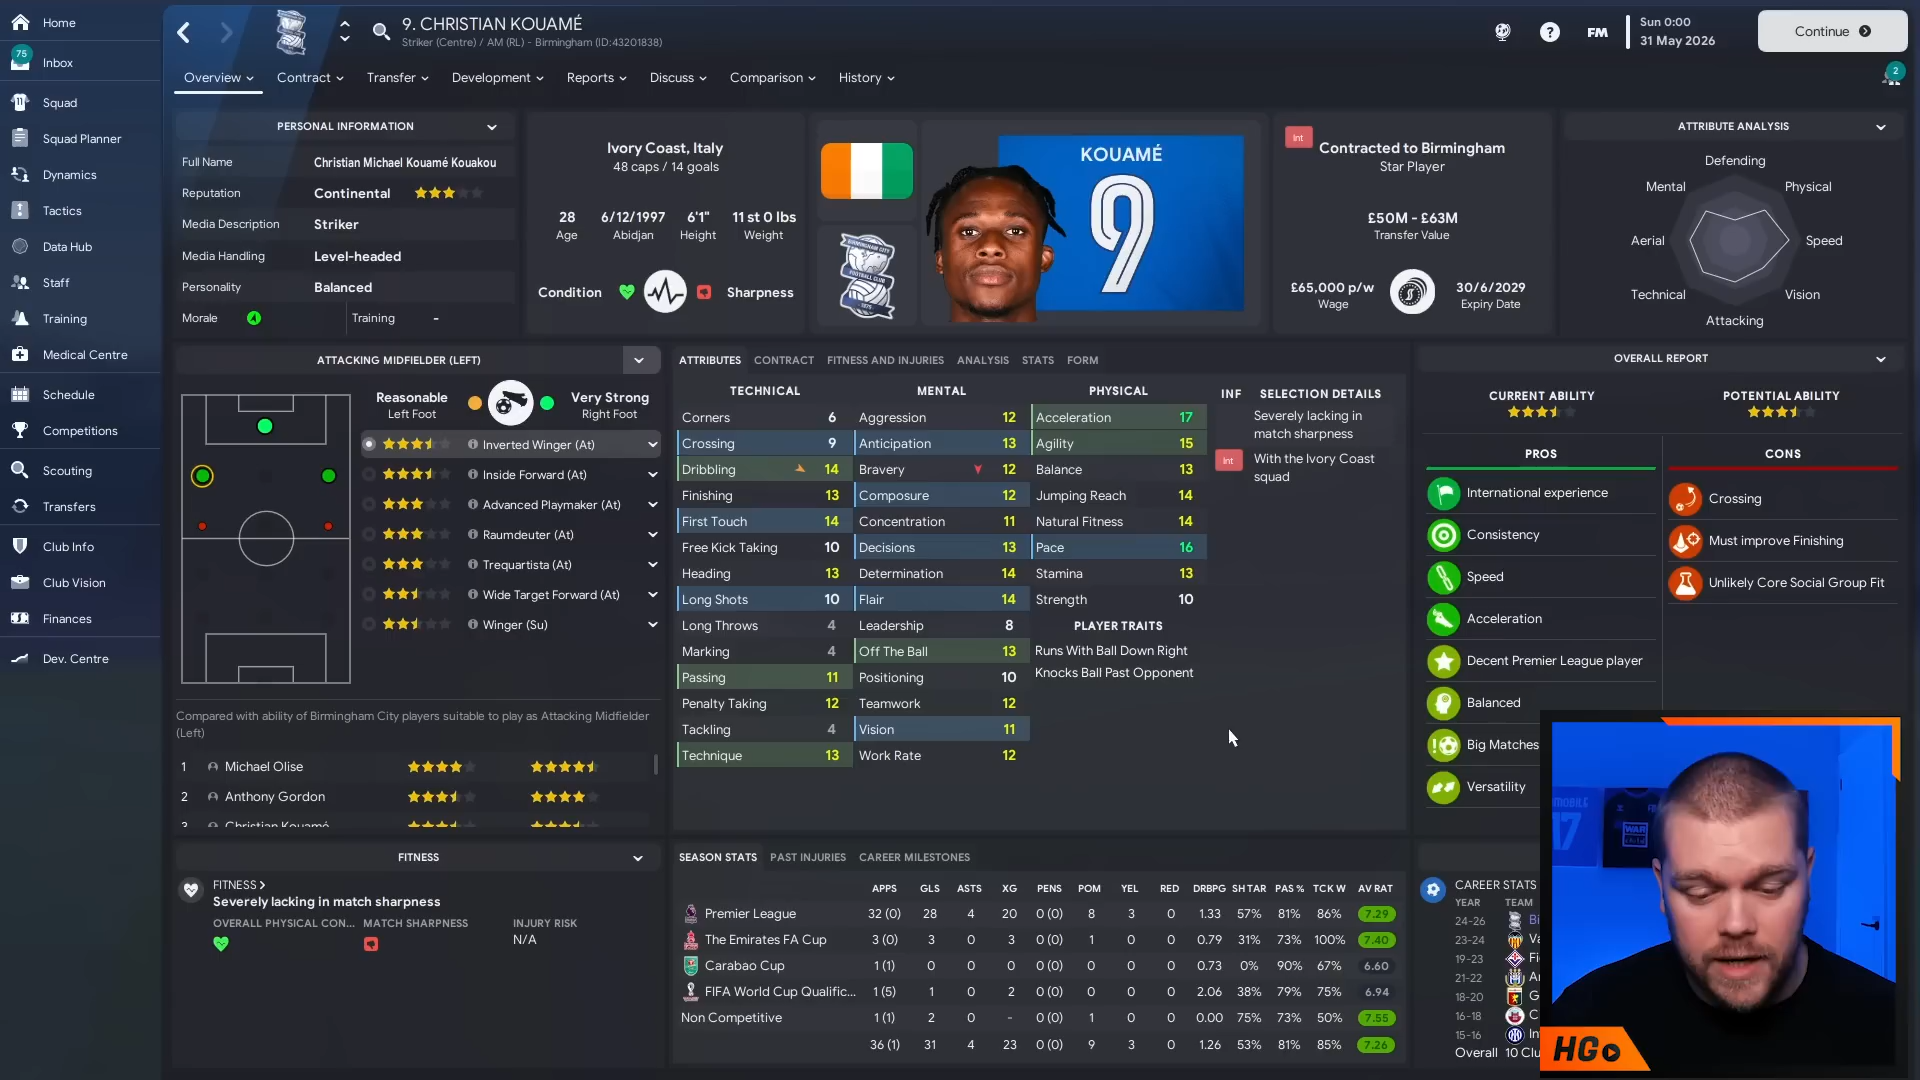 Home
75
Inbox
Squad
Squad Planner
Dynamics
Tactics
Data Hub
Staff
Training
Medical Centre
Schedule
Competitions
Scouting
Transfers
Club Info
Club Vision
Finances
Dev. Centre
9. CHRISTIAN KOUAMÉ
Striker (Centre) / AM (RL) - Birmingham (ID:43201838)
FM
Sun 0:00
31 May 2026
Continue
Overview
Contract
Transfer
Development
Reports
Discuss
Comparison
History
2
PERSONAL INFORMATION
Full Name Christian Michael Kouamé Kouakou
Reputation Continental
Media Description Striker
Media Handling Level-headed
Personality Balanced
Morale Training -
Ivory Coast, Italy
48 caps / 14 goals
28 6/12/1997 6'1" 11 st 0 lbs
Age Abidjan Height Weight
Condition Sharpness
KOUAMÉ
9
Int Contracted to Birmingham
Star Player
£50M - £63M
Transfer Value
£65,000 p/w 30/6/2029
Wage Expiry Date
ATTRIBUTE ANALYSIS
Defending
Mental Physical
Aerial Speed
Technical Vision
Attacking
ATTACKING MIDFIELDER (LEFT)
Reasonable Very Strong
Left Foot Right Foot
Inverted Winger (At)
Inside Forward (At)
Advanced Playmaker (At)
Raumdeuter (At)
Trequartista (At)
Wide Target Forward (At)
Winger (Su)
Compared with ability of Birmingham City players suitable to play as Attacking Midfielder
(Left)
1 Michael Olise
2 Anthony Gordon
3 Christian Kouamé
ATTRIBUTES CONTRACT FITNESS AND INJURIES ANALYSIS STATS FORM
TECHNICAL MENTAL PHYSICAL
Corners 6 Aggression 12 Acceleration 17
Crossing 9 Anticipation 13 Agility 15
Dribbling 14 Bravery 12 Balance 13
Finishing 13 Composure 12 Jumping Reach 14
First Touch 14 Concentration 11 Natural Fitness 14
Free Kick Taking 10 Decisions 13 Pace 16
Heading 13 Determination 14 Stamina 13
Long Shots 10 Flair 14 Strength 10
Long Throws 4 Leadership 8 PLAYER TRAITS
Marking 4 Off The Ball 13 Runs With Ball Down Right
Passing 11 Positioning 10 Knocks Ball Past Opponent
Penalty Taking 12 Teamwork 12
Tackling 4 Vision 11
Technique 13 Work Rate 12
INF SELECTION DETAILS
Severely lacking in
match sharpness
Int With the Ivory Coast
squad
OVERALL REPORT
CURRENT ABILITY POTENTIAL ABILITY
PROS CONS
International experience
Consistency
Speed
Acceleration
Decent Premier League player
Balanced
Big Matches
Versatility
Crossing
Must improve Finishing
Unlikely Core Social Group Fit
FITNESS
FITNESS
Severely lacking in match sharpness
OVERALL PHYSICAL CON... MATCH SHARPNESS INJURY RISK
N/A
SEASON STATS PAST INJURIES CAREER MILESTONES
APPS GLS ASTS XG PENS POM YEL RED DRBPG SH TAR PAS % TCK W AV RAT
Premier League 32 (0) 28 4 20 0 (0) 8 3 0 1.33 57% 81% 86% 7.29
The Emirates FA Cup 3 (0) 3 0 3 0 (0) 1 0 0 0.79 31% 73% 100% 7.40
Carabao Cup 1 (1) 0 0 0 0 (0) 0 0 0 0.73 0% 90% 67% 6.60
FIFA World Cup Qualific... 1 (5) 1 0 2 0 (0) 0 0 0 2.06 38% 79% 75% 6.94
Non Competitive 1 (1) 2 0 - 0 (0) 1 0 0 0.00 75% 73% 50% 7.55
36 (1) 31 4 23 0 (0) 9 3 0 1.26 53% 81% 85% 7.26
CAREER STATS
YEAR TEAM
24-26 Bi
23-24 Va
19-23 Fi
21-22 A
18-20 G
16-18 C
15-16 In
Overall 10 Clu
17
WAR
HG